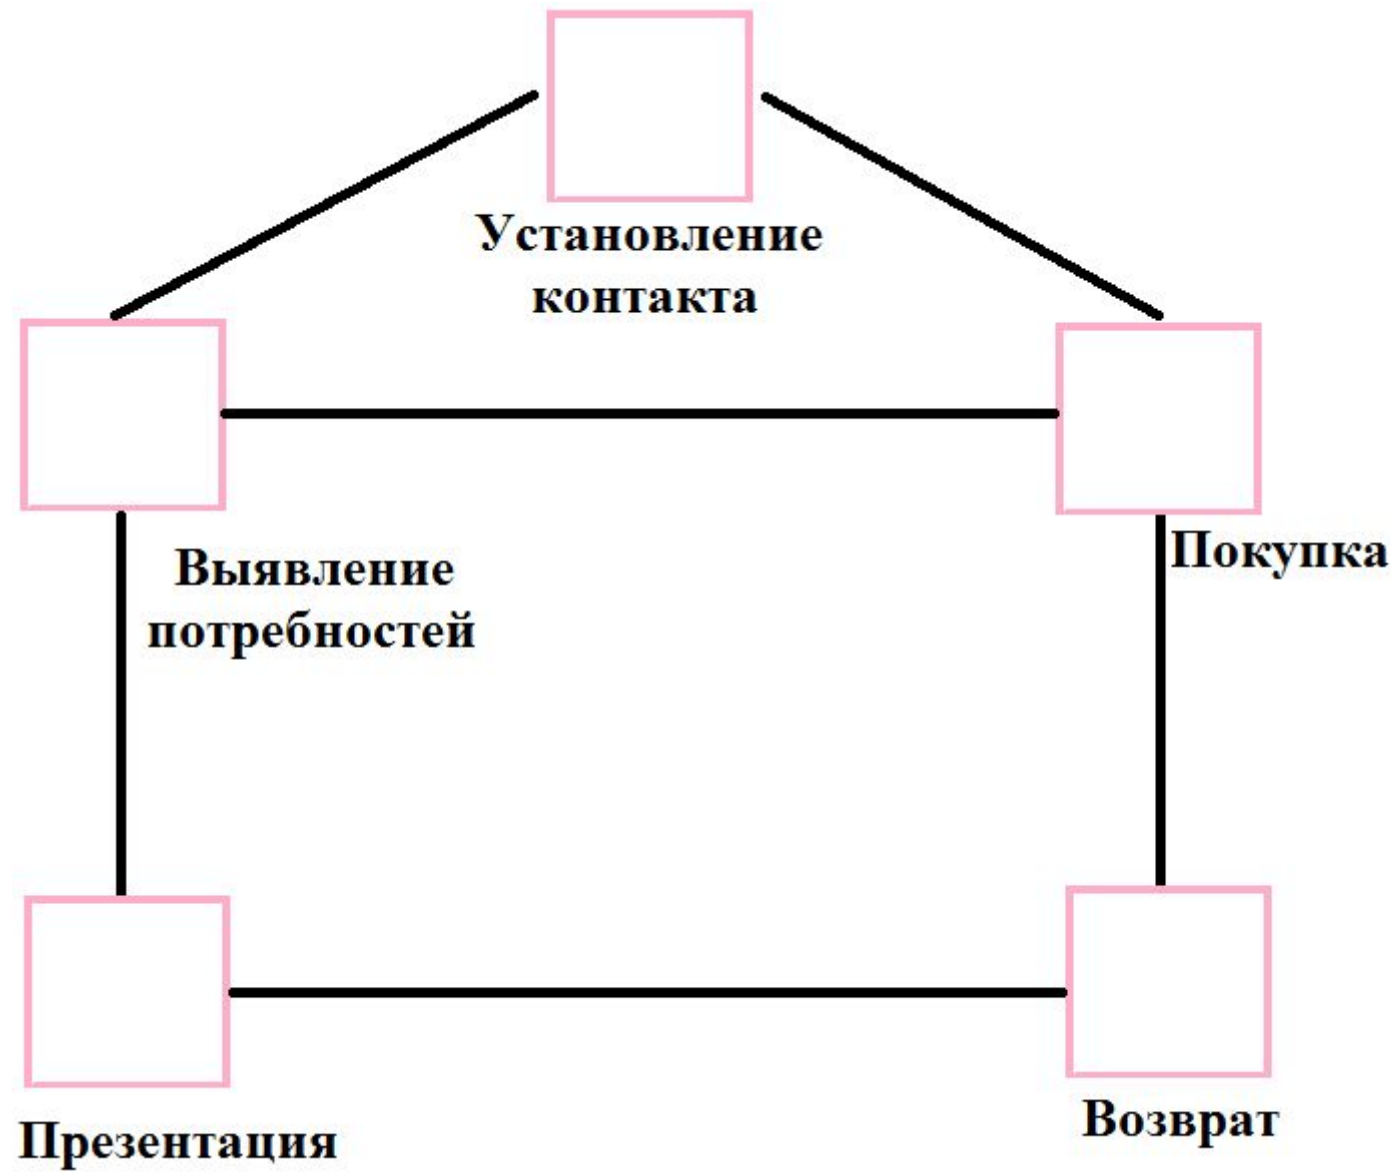 Установление
контакта
Выявление
потребностей
Покупка
Презентация
Возврат